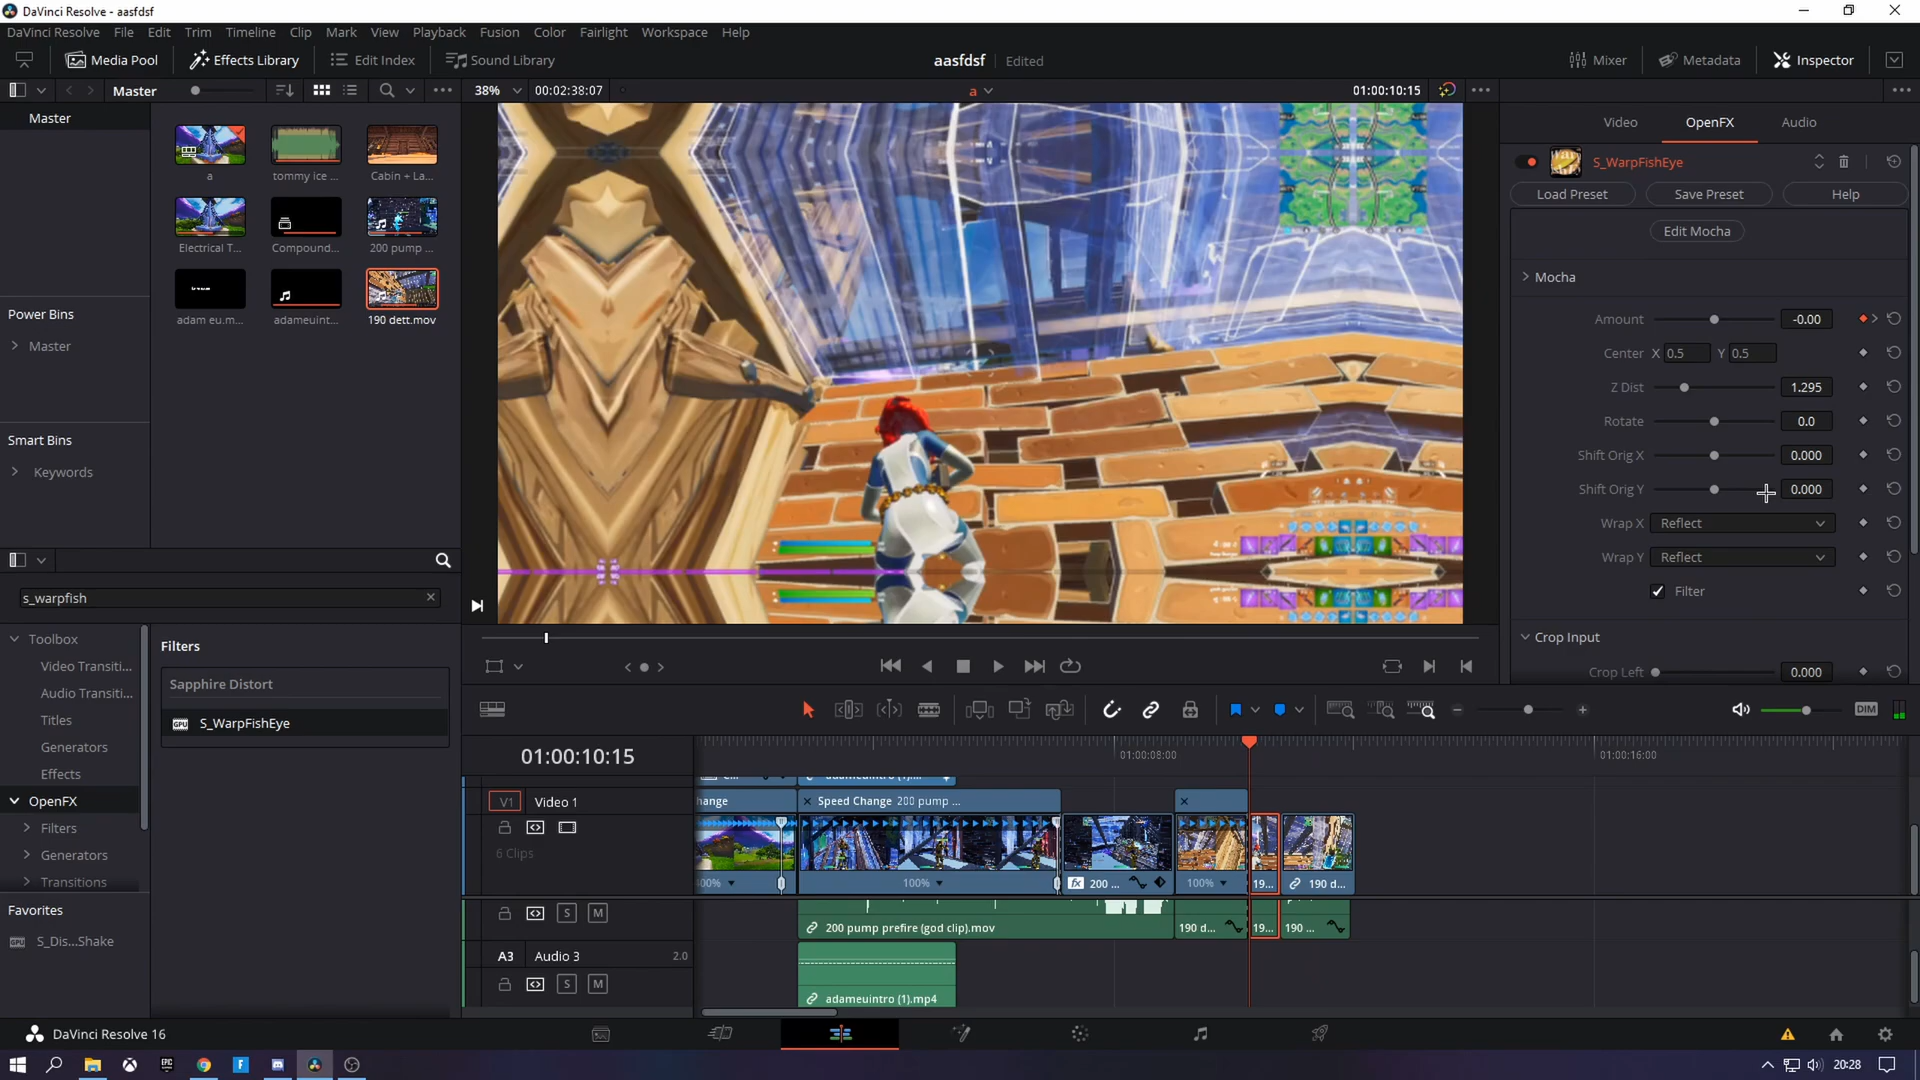 DaVinci Resolve - aasfdsf
DaVinci Resolve File Edit Trim Timeline Clip Mark View Playback Fusion Color Fairlight Workspace Help
Media Pool Effects Library Edit Index Sound Library aasfdsf Edited Mixer Metadata Inspector
Master 38% 00:02:38:07 a 01:00:10:15
Master
a tommy ice ... Cabin + La...
Electrical T... Compound... 200 pump ...
adam eu.m... adameuint... 190 dett.mov
Power Bins
Master
Smart Bins
Keywords
Video OpenFX Audio
S_WarpFishEye
Load Preset Save Preset Help
Edit Mocha
Mocha
Amount -0.00
Center X 0.5 Y 0.5
Z Dist 1.295
Rotate 0.0
Shift Orig X 0.000
Shift Orig Y 0.000
Wrap X Reflect
Wrap Y Reflect
Filter
Crop Input
Crop Left 0.000
s_warpfish
Toolbox
Video Transiti...
Audio Transiti...
Titles
Generators
Effects
OpenFX
Filters
Generators
Transitions
Favorites
S_Dis...Shake
Filters
Sapphire Distort
GPU S_WarpFishEye
DIM
01:00:10:15 01:00:08:00 01:00:16:00
V1 Video 1
6 Clips
hange Speed Change 200 pump ...
100% 200 ... 100% 19... 190 d...
S M
200 pump prefire (god clip).mov 190 d... 19... 190 ...
A3 Audio 3 2.0
S M
adameuintro (1).mp4
DaVinci Resolve 16
20:28